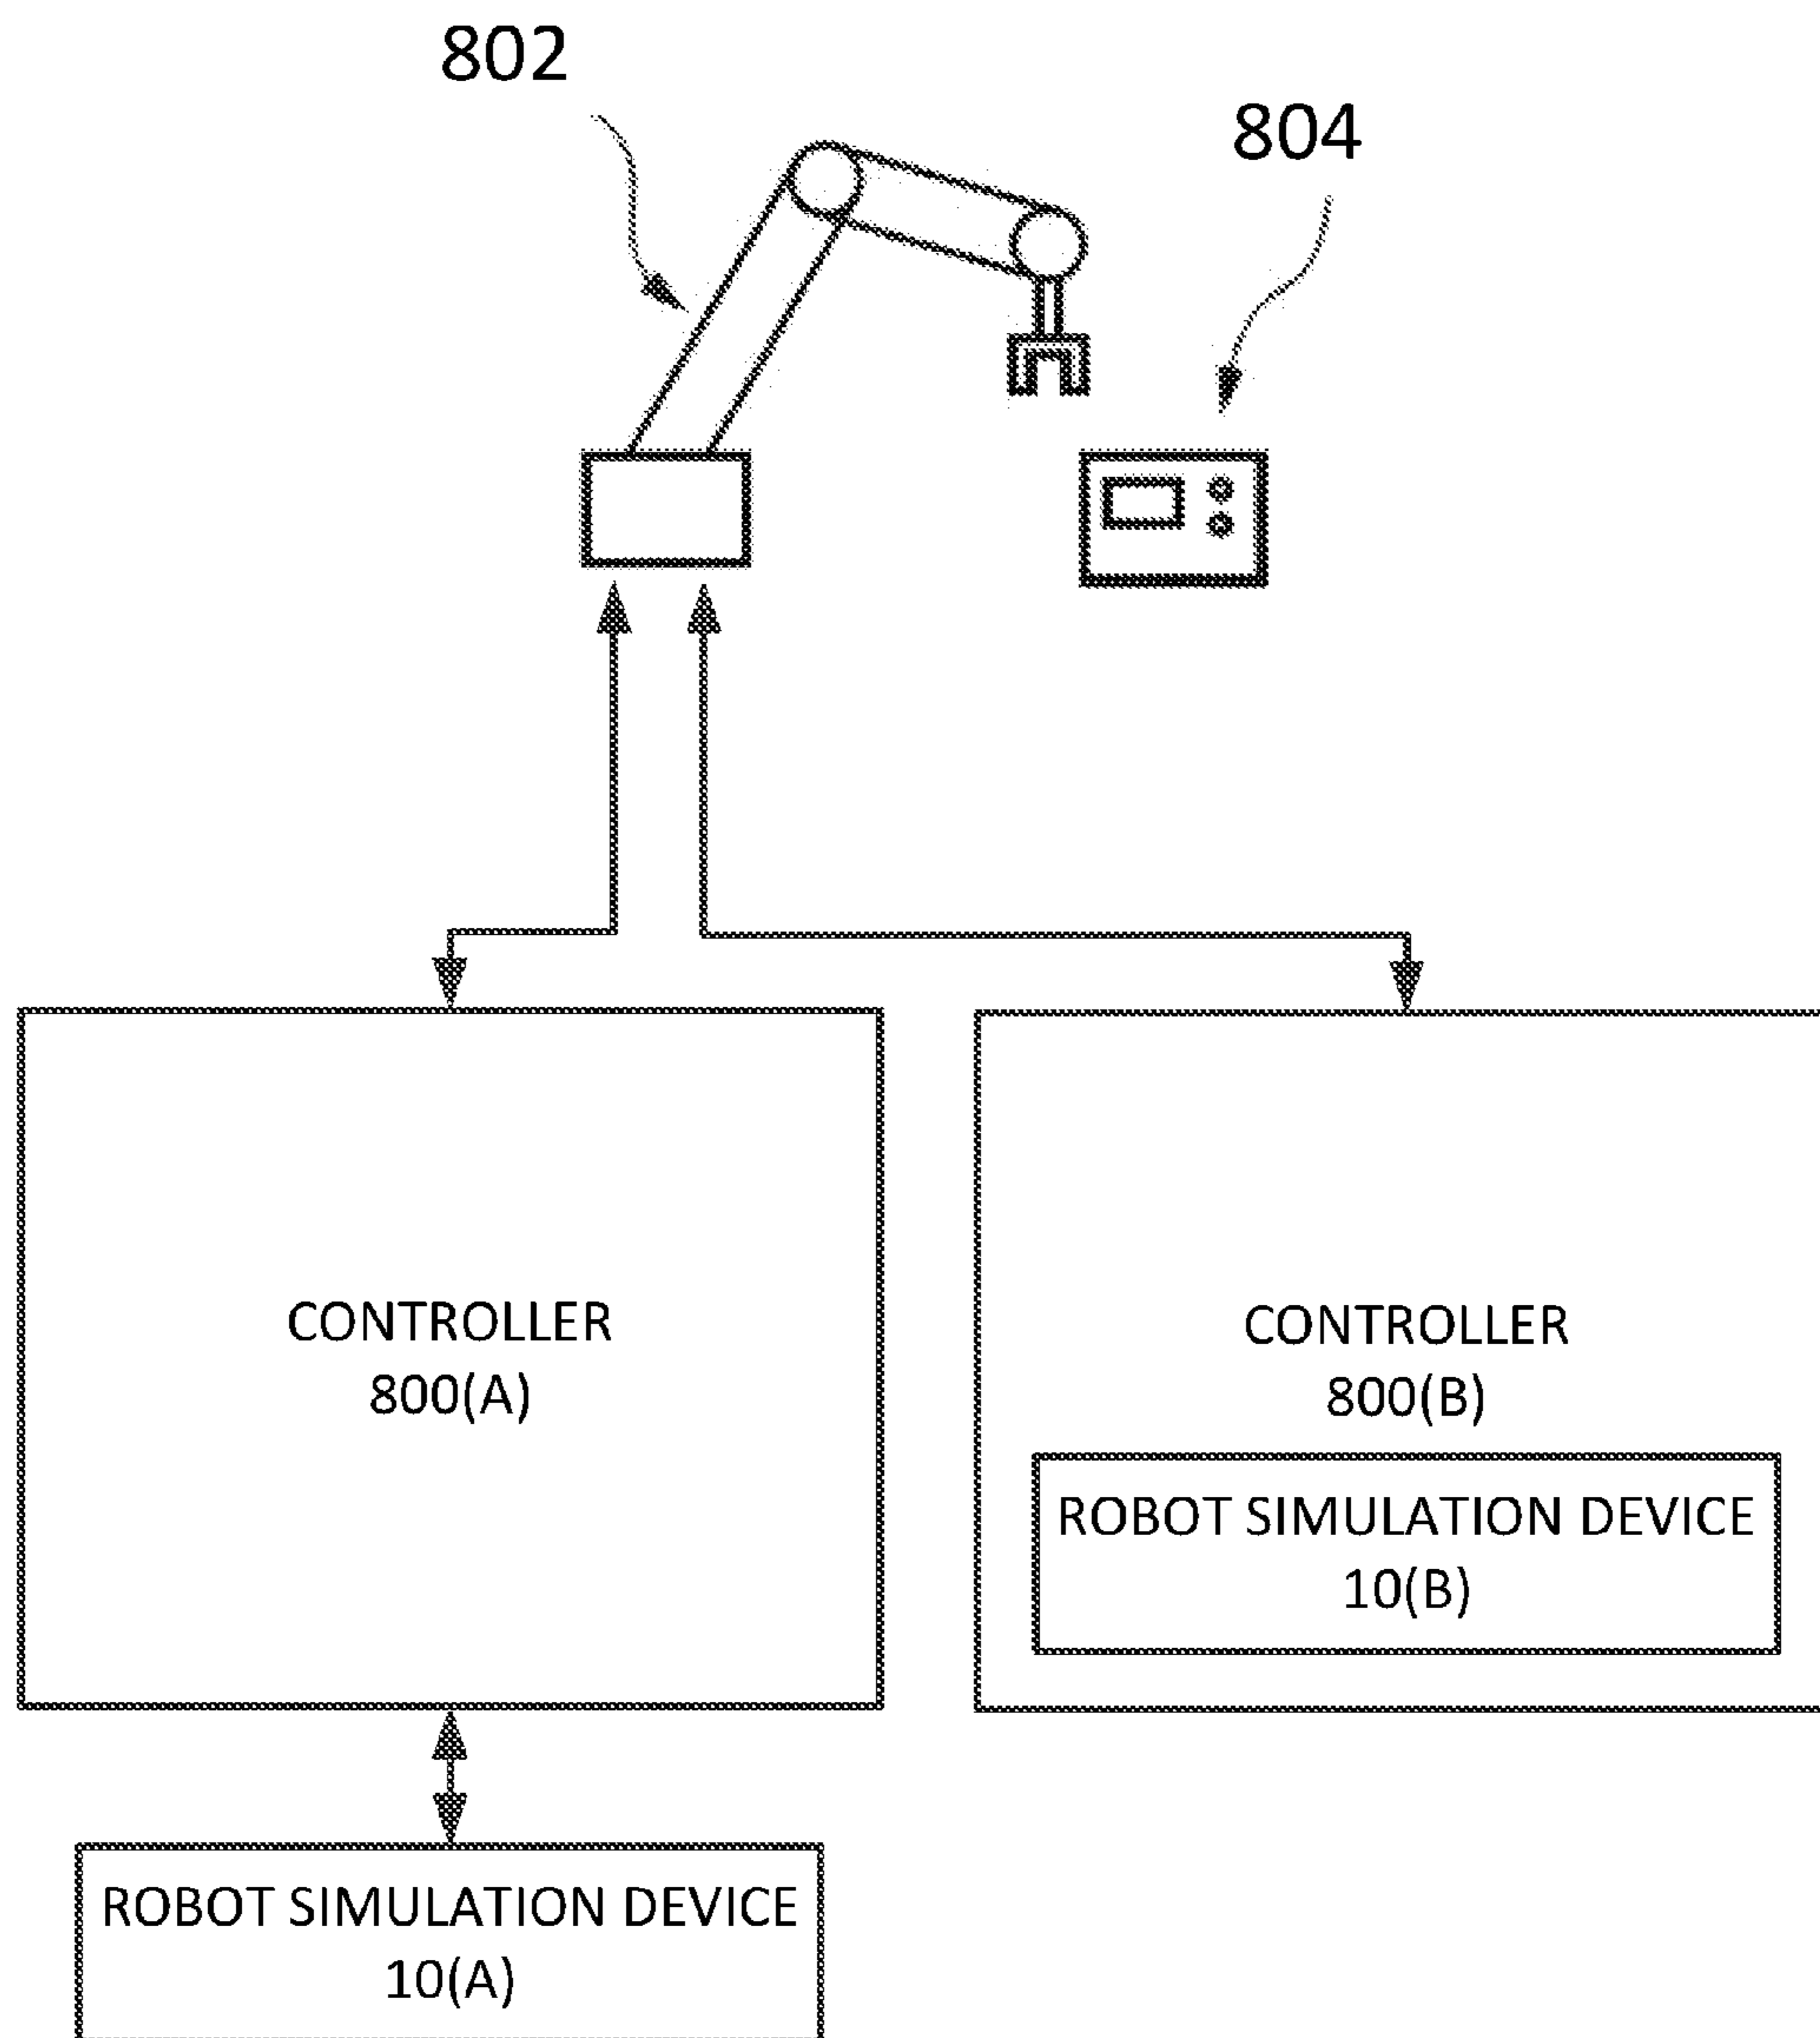 802
804
CONTROLLER
800(A)
CONTROLLER
800(B)
ROBOT SIMULATION DEVICE
10(B)
ROBOT SIMULATION DEVICE
10(A)